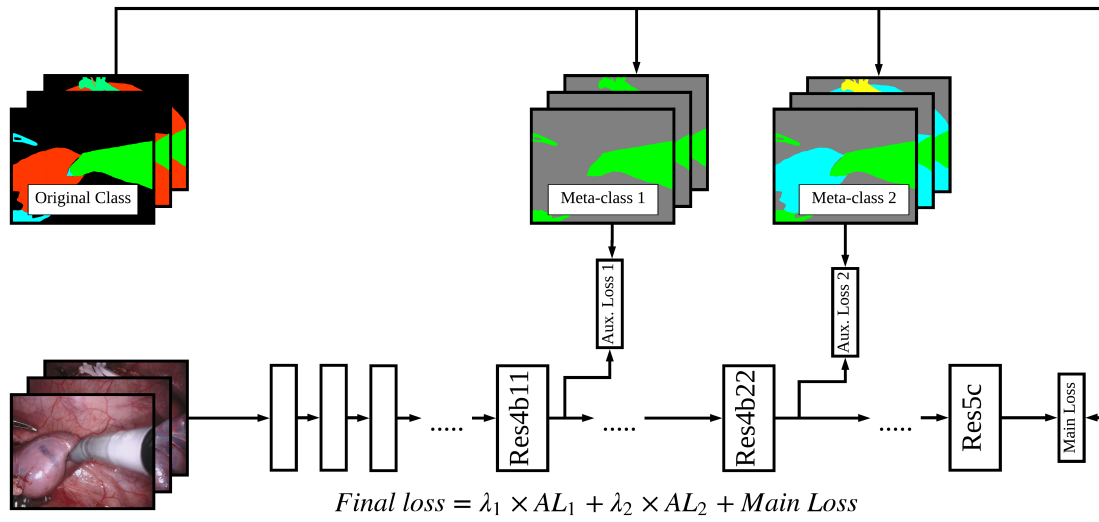 Original Class
Meta-class 1
Meta-class 2
Aux. Loss 1
Aux. Loss 2
Res4b11
Res4b22
Res5c
Main Loss
.....
.....
.....
Final loss = λ₁ × AL₁ + λ₂ × AL₂ + Main Loss